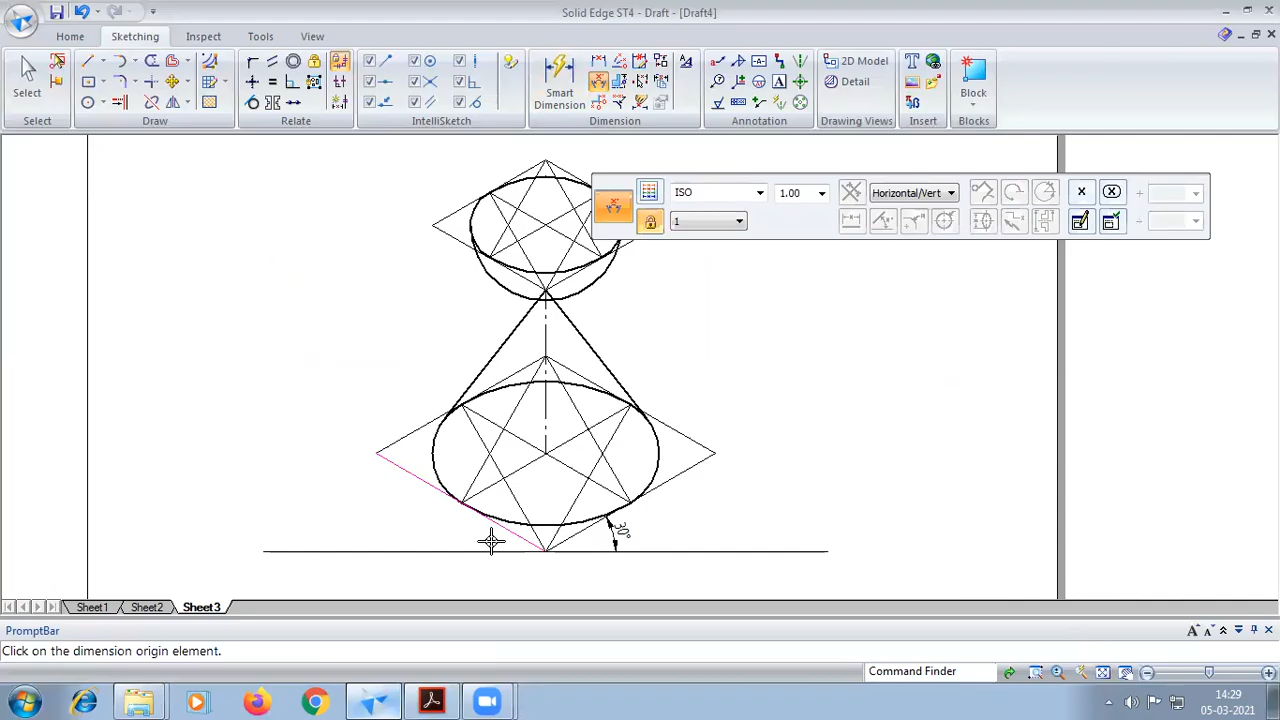 Solid Edge ST4 - Draft - [Draft4]
Home Sketching Inspect Tools View
Select
Smart Dimension
2D Model
Detail
Block
Select Draw Relate IntelliSketch Dimension Annotation Drawing Views Insert Blocks
ISO 1.00 Horizontal/Vert
1
30°
Sheet1 Sheet2 Sheet3
PromptBar
Click on the dimension origin element.
Command Finder
14:29
05-03-2021